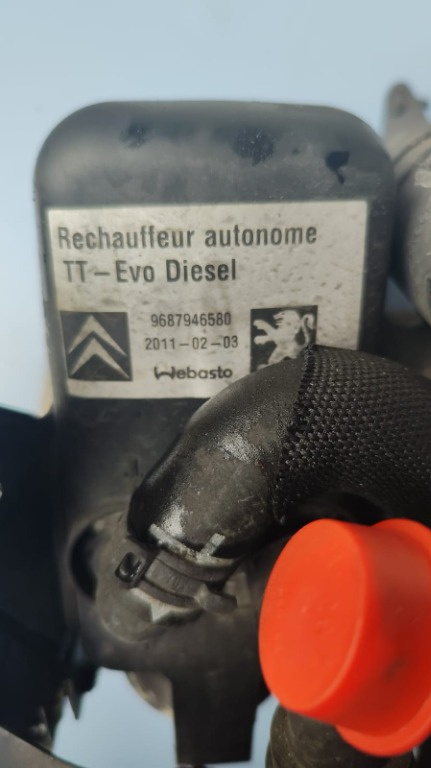 Rechauffeur autonome
TT-Evo Diesel
9687946580
2011-02-03
Webasto